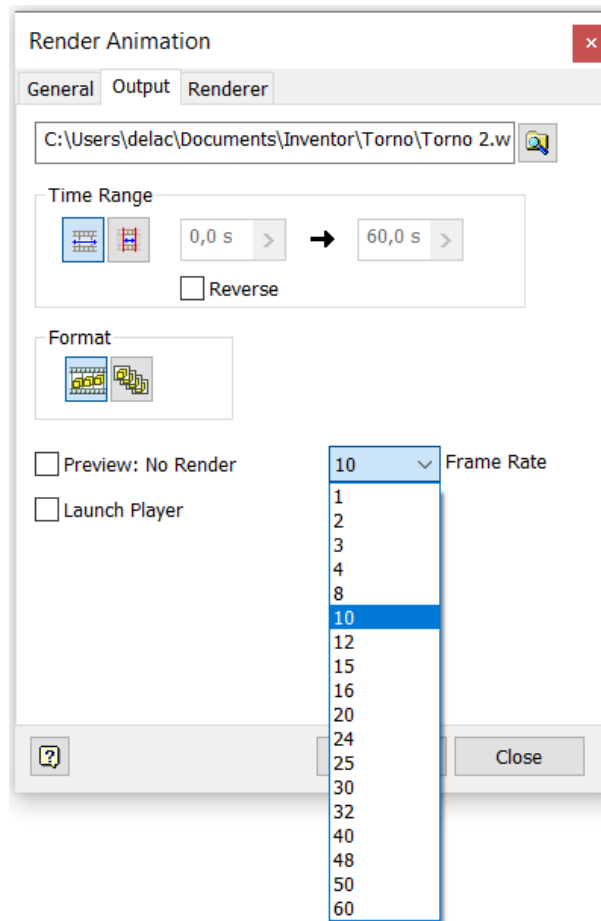 Render Animation
General Output Renderer
C:\Users\delac\Documents\Inventor\Torno\Torno 2.w
Time Range
0,0 s 60,0 s
Reverse
Format
Preview: No Render 10 Frame Rate
Launch Player
1
2
3
4
8
10
12
15
16
20
24
25
30
32
40
48
50
60
Close